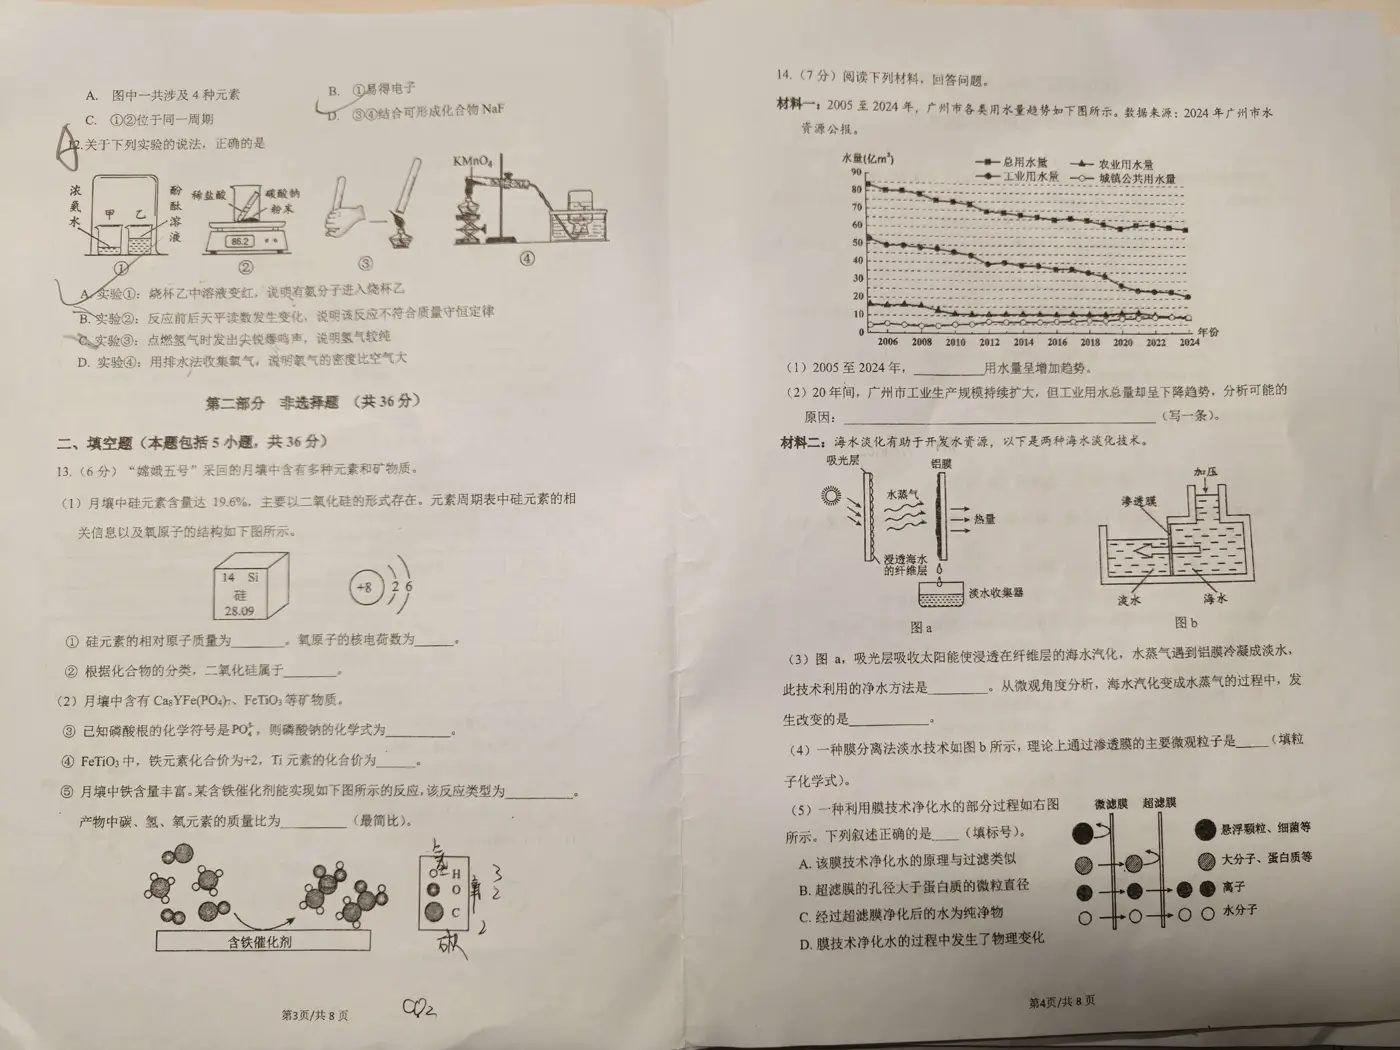 A. 图中一共涉及4种元素
B. ①易得电子
C. ①②位于同一周期
D. ③④结合可形成化合物NaF
A
12.关于下列实验的说法，正确的是
浓氨水
甲 乙
酚酞溶液
①
稀盐酸
碳酸钠粉末
86.2
②
③
KMnO₄
④
A. 实验①：烧杯乙中溶液变红，说明有氨分子进入烧杯乙
B. 实验②：反应前后天平读数发生变化，说明该反应不符合质量守恒定律
C. 实验③：点燃氢气时发出尖锐爆鸣声，说明氢气较纯
D. 实验④：用排水法收集氧气，说明氧气的密度比空气大
第二部分 非选择题 （共36分）
二、填空题（本题包括5小题，共36分）
13.（6分）“嫦娥五号”采回的月壤中含有多种元素和矿物质。
（1）月壤中硅元素含量达 19.6%，主要以二氧化硅的形式存在。元素周期表中硅元素的相
关信息以及氧原子的结构如下图所示。
14 Si
硅
28.09
+8 2 6
① 硅元素的相对原子质量为______。氧原子的核电荷数为_____。
② 根据化合物的分类，二氧化硅属于______。
（2）月壤中含有 Ca₈YFe(PO₄)₇、FeTiO₃等矿物质。
③ 已知磷酸根的化学符号是PO₄³⁻，则磷酸钠的化学式为________。
④ FeTiO₃中，铁元素化合价为+2，Ti元素的化合价为_____。
⑤ 月壤中铁含量丰富。某含铁催化剂能实现如下图所示的反应，该反应类型为________。
产物中碳、氢、氧元素的质量比为________（最简比）。
含铁催化剂
H
O
C
氧
3
2
2
碳
CO₂
第3页/共8页
14.（7分）阅读下列材料，回答问题。
材料一：2005至2024年，广州市各类用水量趋势如下图所示。数据来源：2024年广州市水
资源公报。
水量(亿m³)
总用水量 农业用水量
工业用水量 城镇公共用水量
90
80
70
60
50
40
30
20
10
0
2006 2008 2010 2012 2014 2016 2018 2020 2022 2024
年份
（1）2005至2024年，________用水量呈增加趋势。
（2）20年间，广州市工业生产规模持续扩大，但工业用水总量却呈下降趋势，分析可能的
原因：________________________（写一条）。
材料二：海水淡化有助于开发水资源，以下是两种海水淡化技术。
吸光层
铝膜
水蒸气
热量
浸透海水
的纤维层
淡水收集器
图a
加压
渗透膜
淡水
海水
图b
（3）图 a，吸光层吸收太阳能使浸透在纤维层的海水汽化，水蒸气遇到铝膜冷凝成淡水，
此技术利用的净水方法是______。从微观角度分析，海水汽化变成水蒸气的过程中，发
生改变的是________。
（4）一种膜分离法淡水技术如图b所示，理论上通过渗透膜的主要微观粒子是____（填粒
子化学式）。
（5）一种利用膜技术净化水的部分过程如右图
所示。下列叙述正确的是___（填标号）。
A. 该膜技术净化水的原理与过滤类似
B. 超滤膜的孔径大于蛋白质的微粒直径
C. 经过超滤膜净化后的水为纯净物
D. 膜技术净化水的过程中发生了物理变化
微滤膜 超滤膜
悬浮颗粒、细菌等
大分子、蛋白质等
离子
水分子
第4页/共8页